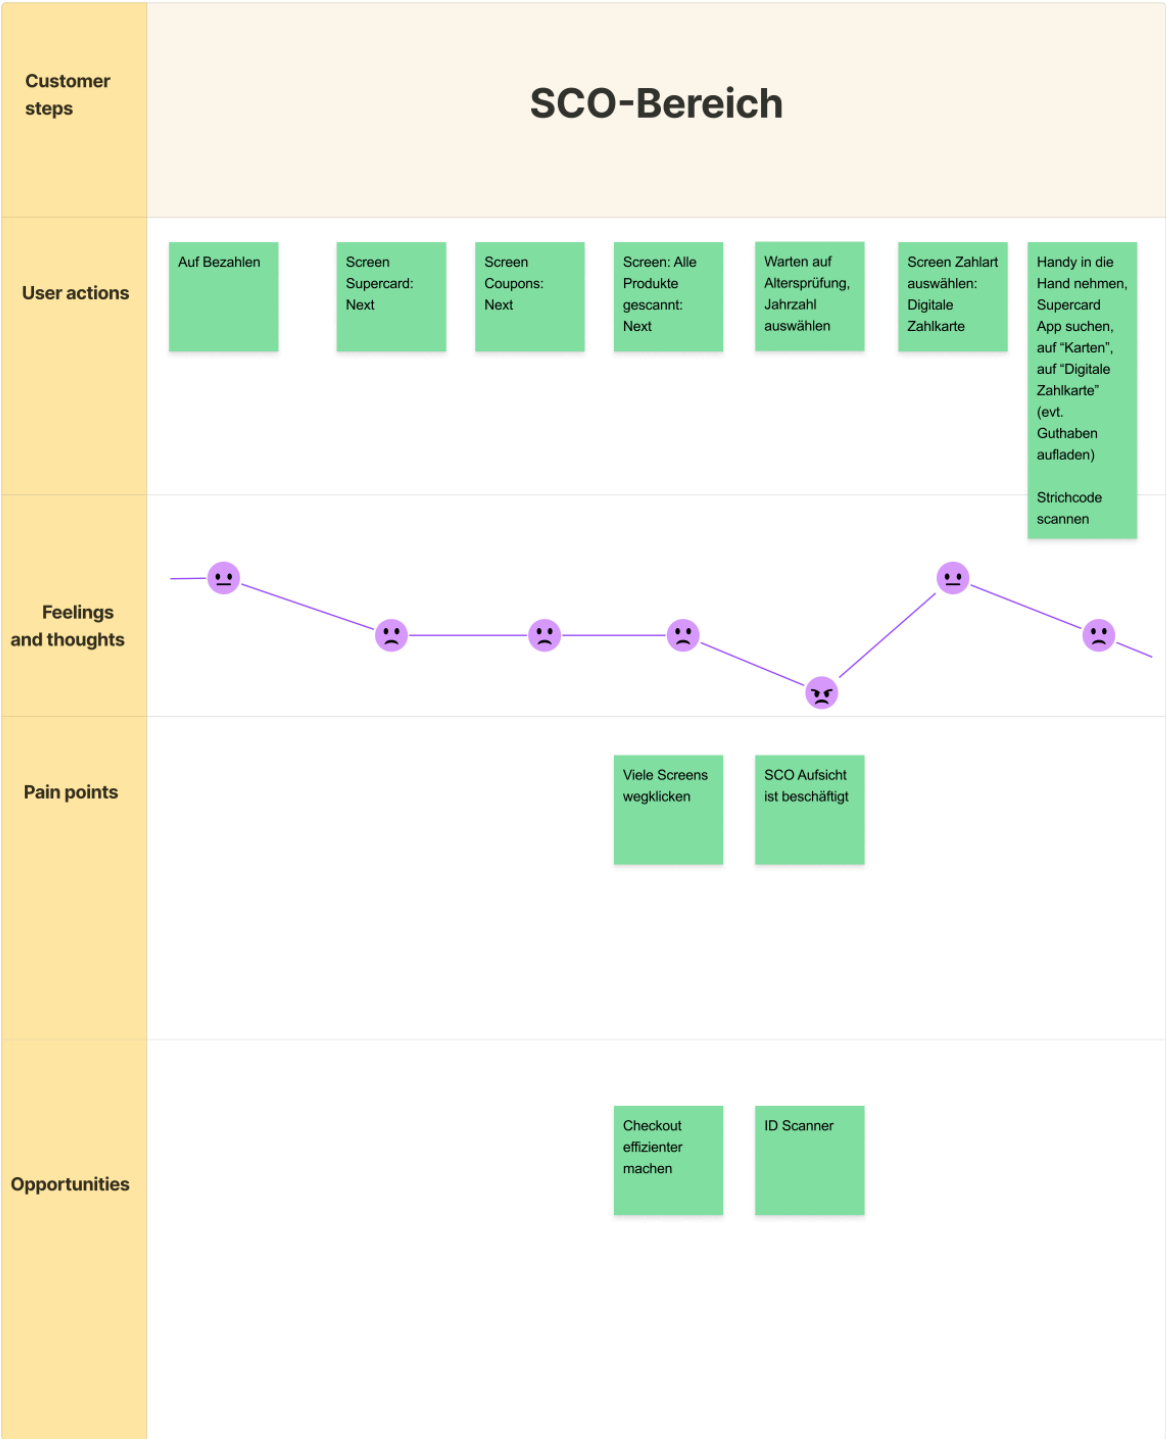 Customer
steps
SCO-Bereich
User actions
Auf Bezahlen
Screen
Supercard:
Next
Screen
Coupons:
Next
Screen: Alle
Produkte
gescannt:
Next
Warten auf
Altersprüfung,
Jahrzahl
auswählen
Screen Zahlart
auswählen:
Digitale
Zahlkarte
Handy in die
Hand nehmen,
Supercard
App suchen,
auf “Karten”,
auf “Digitale
Zahlkarte”
(evt.
Guthaben
aufladen)
Strichcode
scannen
Feelings
and thoughts
Pain points
Viele Screens
wegklicken
SCO Aufsicht
ist beschäftigt
Opportunities
Checkout
effizienter
machen
ID Scanner